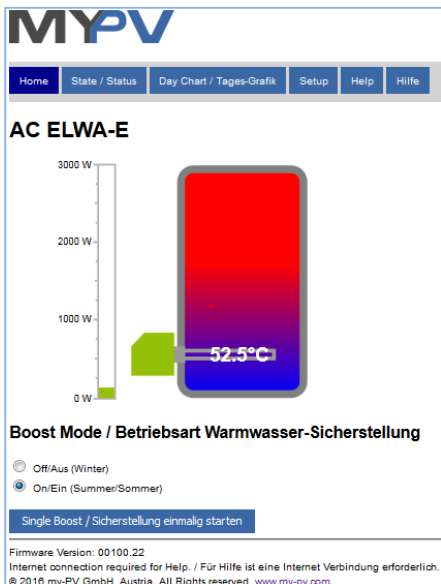 MYPV
Home State / Status Day Chart / Tages-Grafik Setup Help Hilfe
AC ELWA-E
3000 W
2000 W
1000 W
52.5°C
0 W
Boost Mode / Betriebsart Warmwasser-Sicherstellung
Off/Aus (Winter)
On/Ein (Summer/Sommer)
Single Boost / Sicherstellung einmalig starten
Firmware Version: 00100.22
Internet connection required for Help. / Für Hilfe ist eine Internet Verbindung erforderlich.
© 2016 my-PV GmbH, Austria. All Rights reserved. www.my-pv.com